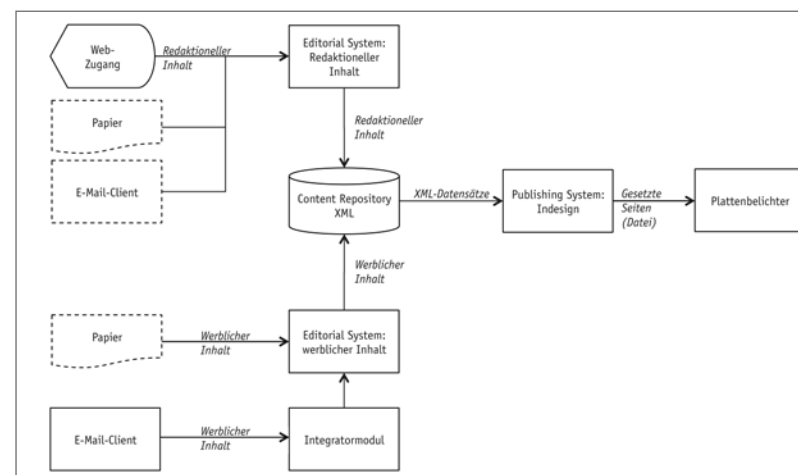 Web-
Zugang
Redaktioneller
Inhalt
Editorial System:
Redaktioneller
Inhalt
Papier
Redaktioneller
Inhalt
E-Mail-Client
Content Repository
XML
XML-Datensätze
Publishing System:
Indesign
Gesetzte
Seiten
(Datei)
Plattenbelichter
Werblicher
Inhalt
Papier
Werblicher
Inhalt
Editorial System:
werblicher Inhalt
E-Mail-Client
Werblicher
Inhalt
Integratormodul